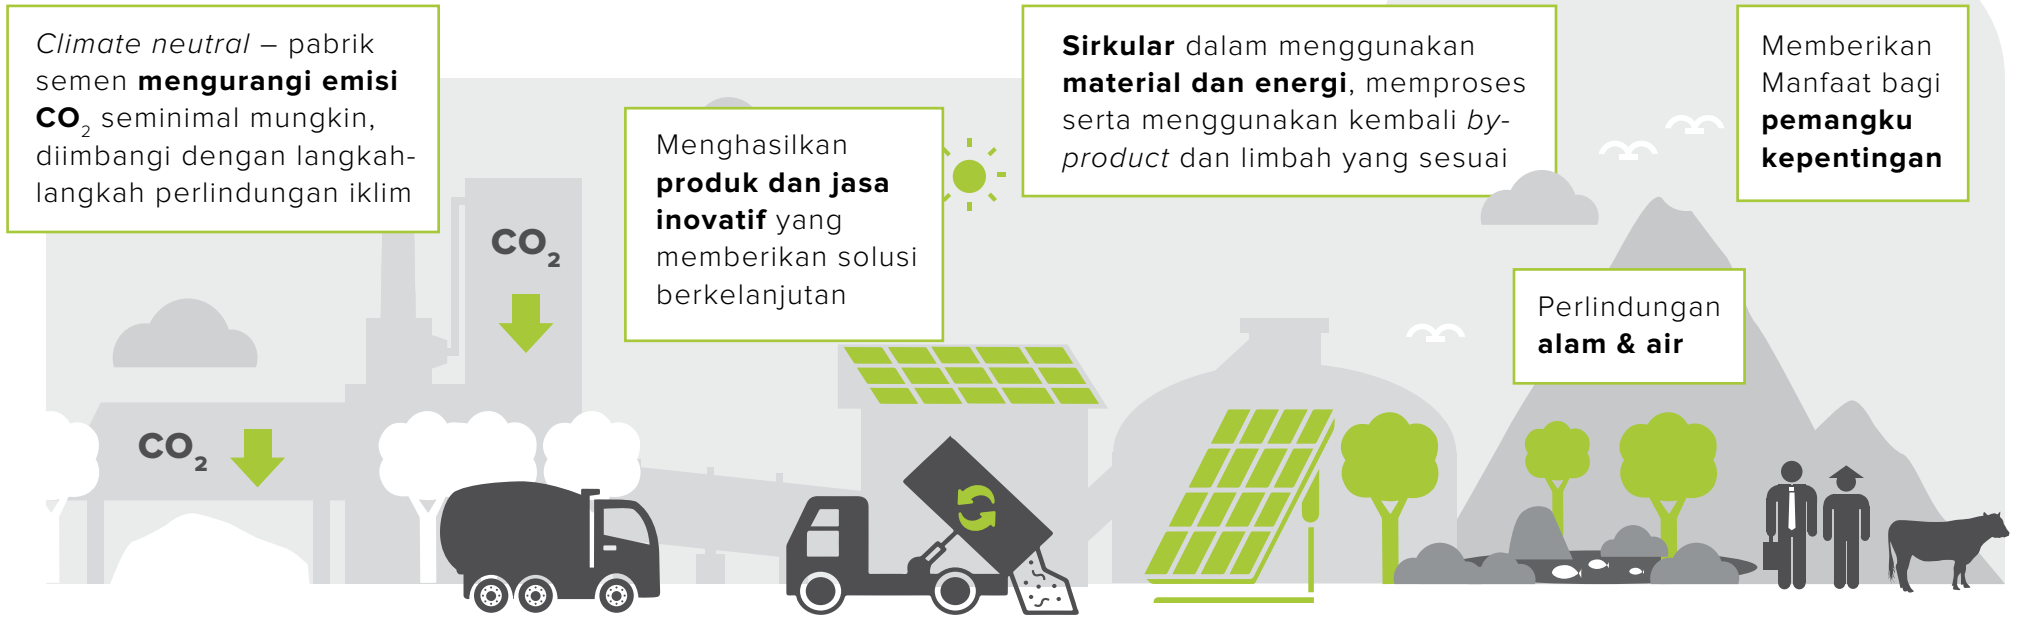 Climate neutral – pabrik
semen mengurangi emisi
CO₂ seminimal mungkin,
diimbangi dengan langkah-
langkah perlindungan iklim
Menghasilkan
produk dan jasa
inovatif yang
memberikan solusi
berkelanjutan
Sirkular dalam menggunakan
material dan energi, memproses
serta menggunakan kembali by-
product dan limbah yang sesuai
Memberikan
Manfaat bagi
pemangku
kepentingan
Perlindungan
alam & air
CO₂
CO₂